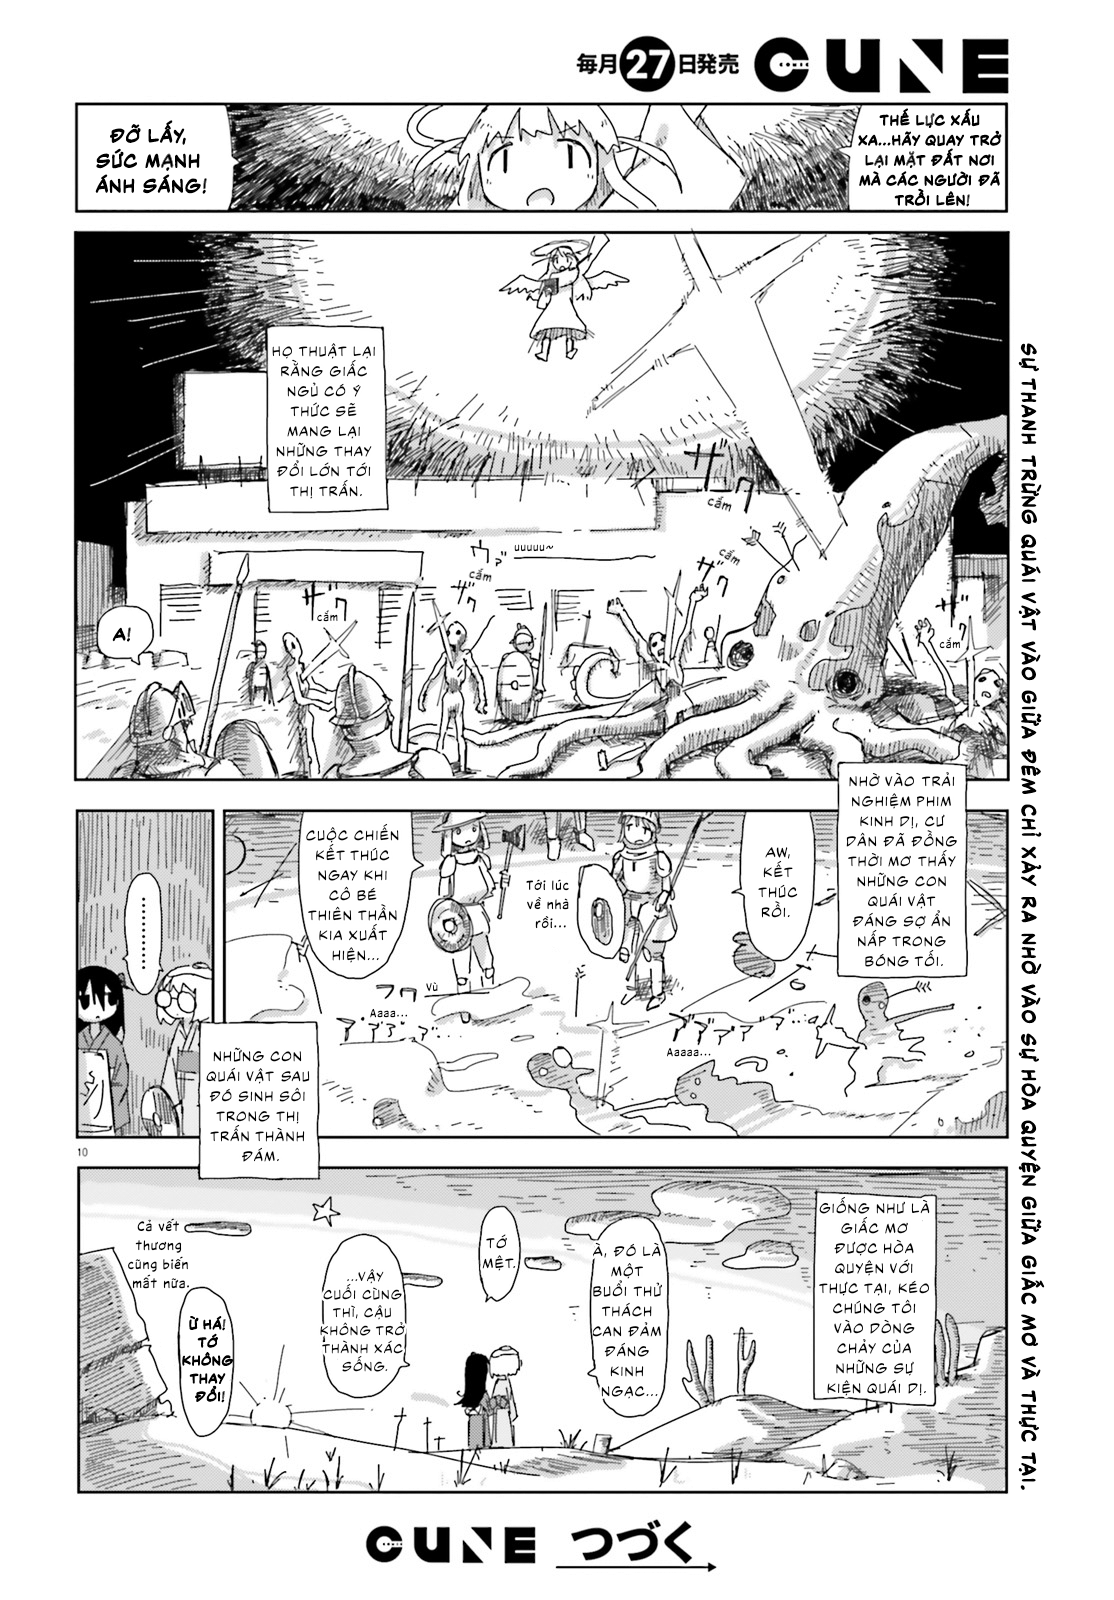 毎月27日発売 COMIC CUNE
THẾ LỰC XẤU
XA...HÃY QUAY TRỞ
LẠI MẶT ĐẤT NƠI
MÀ CÁC NGƯỜI ĐÃ
TRỒI LÊN!
ĐỠ LẤY,
SỨC MẠNH
ÁNH SÁNG!
HỌ THUẬT LẠI
RẰNG GIẤC
NGỦ CÓ Ý
THỨC SẼ
MANG LẠI
NHỮNG THAY
ĐỔI LỚN TỚI
THỊ TRẤN.
ザク
cắm
ザク
cắm
ザク
cắm
ザク
cắm
ヴァ
uuuuu~
A!
NHỜ VÀO TRẢI
NGHIỆM PHIM
KINH DỊ, CƯ
DÂN ĐÃ ĐỒNG
THỜI MƠ THẤY
NHỮNG CON
QUÁI VẬT
ĐÁNG SỢ ẨN
NẤP TRONG
BÓNG TỐI.
AW,
KẾT
THÚC
RỒI.
Tới lúc
về nhà
rồi...
CUỘC CHIẾN
KẾT THÚC
NGAY KHI
CÔ BÉ
THIÊN THẦN
KIA XUẤT
HIỆN...
フワ
Vù
Aaaa...
Aaaaa...
NHỮNG CON
QUÁI VẬT SAU
ĐÓ SINH SÔI
TRONG THỊ
TRẤN THÀNH
ĐÁM.
..........
10
GIỐNG NHƯ LÀ
GIẤC MƠ
ĐƯỢC HÒA
QUYỆN VỚI
THỰC TẠI, KÉO
CHÚNG TÔI
VÀO DÒNG
CHẢY CỦA
NHỮNG SỰ
KIỆN QUÁI DỊ.
À, ĐÓ LÀ
MỘT
BUỔI THỬ
THÁCH
CAN ĐẢM
ĐÁNG
KINH
NGẠC...
TỚ
MỆT.
...VẬY
CUỐI CÙNG
THÌ, CẬU
KHÔNG TRỞ
THÀNH XÁC
SỐNG.
Cả vết
thương
cũng biến
mất nữa.
Ừ HÁ!
TỚ
KHÔNG
THAY
ĐỔI!
SỰ THANH TRỪNG QUÁI VẬT VÀO GIỮA ĐÊM CHỈ XẢY RA NHỜ VÀO SỰ HÒA QUYỆN GIỮA GIẤC MƠ VÀ THỰC TẠI.
COMIC CUNE つづく